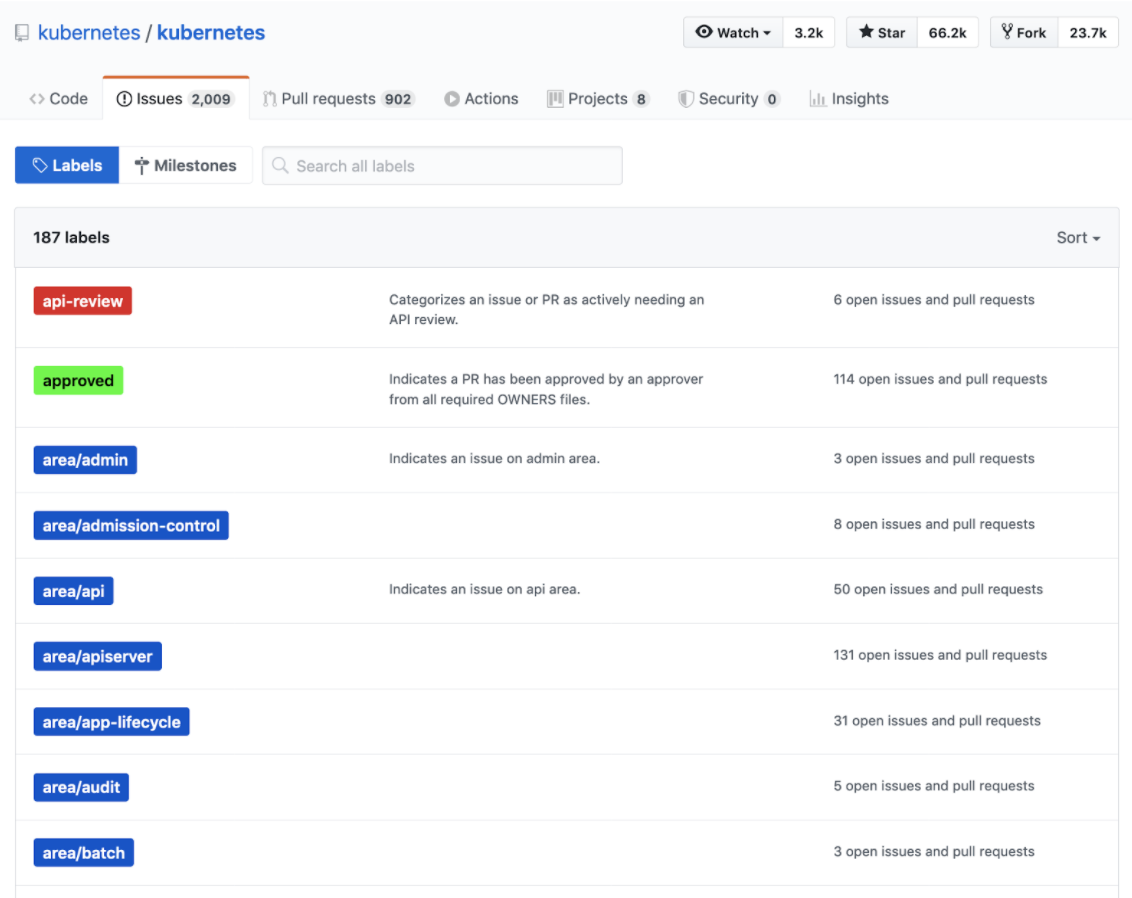 kubernetes / kubernetes
Watch 3.2k Star 66.2k Fork 23.7k
Code Issues 2,009 Pull requests 902 Actions Projects 8 Security 0 Insights
Labels Milestones Search all labels
187 labels Sort
api-review Categorizes an issue or PR as actively needing an 6 open issues and pull requests
API review.
approved Indicates a PR has been approved by an approver 114 open issues and pull requests
from all required OWNERS files.
area/admin Indicates an issue on admin area. 3 open issues and pull requests
area/admission-control 8 open issues and pull requests
area/api Indicates an issue on api area. 50 open issues and pull requests
area/apiserver 131 open issues and pull requests
area/app-lifecycle 31 open issues and pull requests
area/audit 5 open issues and pull requests
area/batch 3 open issues and pull requests